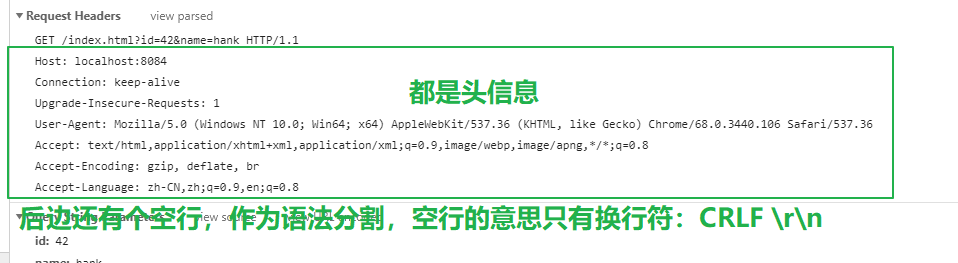 Request Headers view parsed
GET /index.html?id=42&name=hank HTTP/1.1
Host: localhost:8084
Connection: keep-alive
都是头信息
Upgrade-Insecure-Requests: 1
User-Agent: Mozilla/5.0 (Windows NT 10.0; Win64; x64) AppleWebKit/537.36 (KHTML, like Gecko) Chrome/68.0.3440.106 Safari/537.36
Accept: text/html,application/xhtml+xml,application/xml;q=0.9,image/webp,image/apng,*/*;q=0.8
Accept-Encoding: gzip, deflate, br
Accept-Language: zh-CN,zh;q=0.9,en;q=0.8
Query String Parameters view source
后边还有个空行，作为语法分割，空行的意思只有换行符：CRLF \r\n
id: 42
name: hank